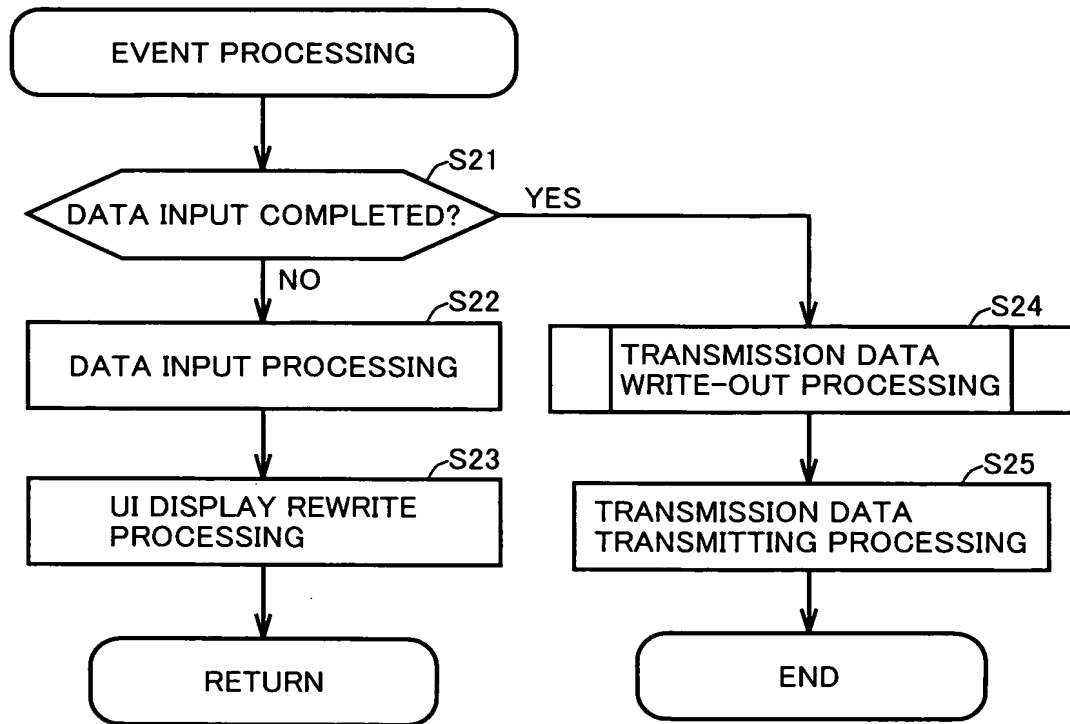 EVENT PROCESSING
S21
DATA INPUT COMPLETED?
YES
NO
S22
DATA INPUT PROCESSING
S23
UI DISPLAY REWRITE
PROCESSING
RETURN
S24
TRANSMISSION DATA
WRITE-OUT PROCESSING
S25
TRANSMISSION DATA
TRANSMITTING PROCESSING
END